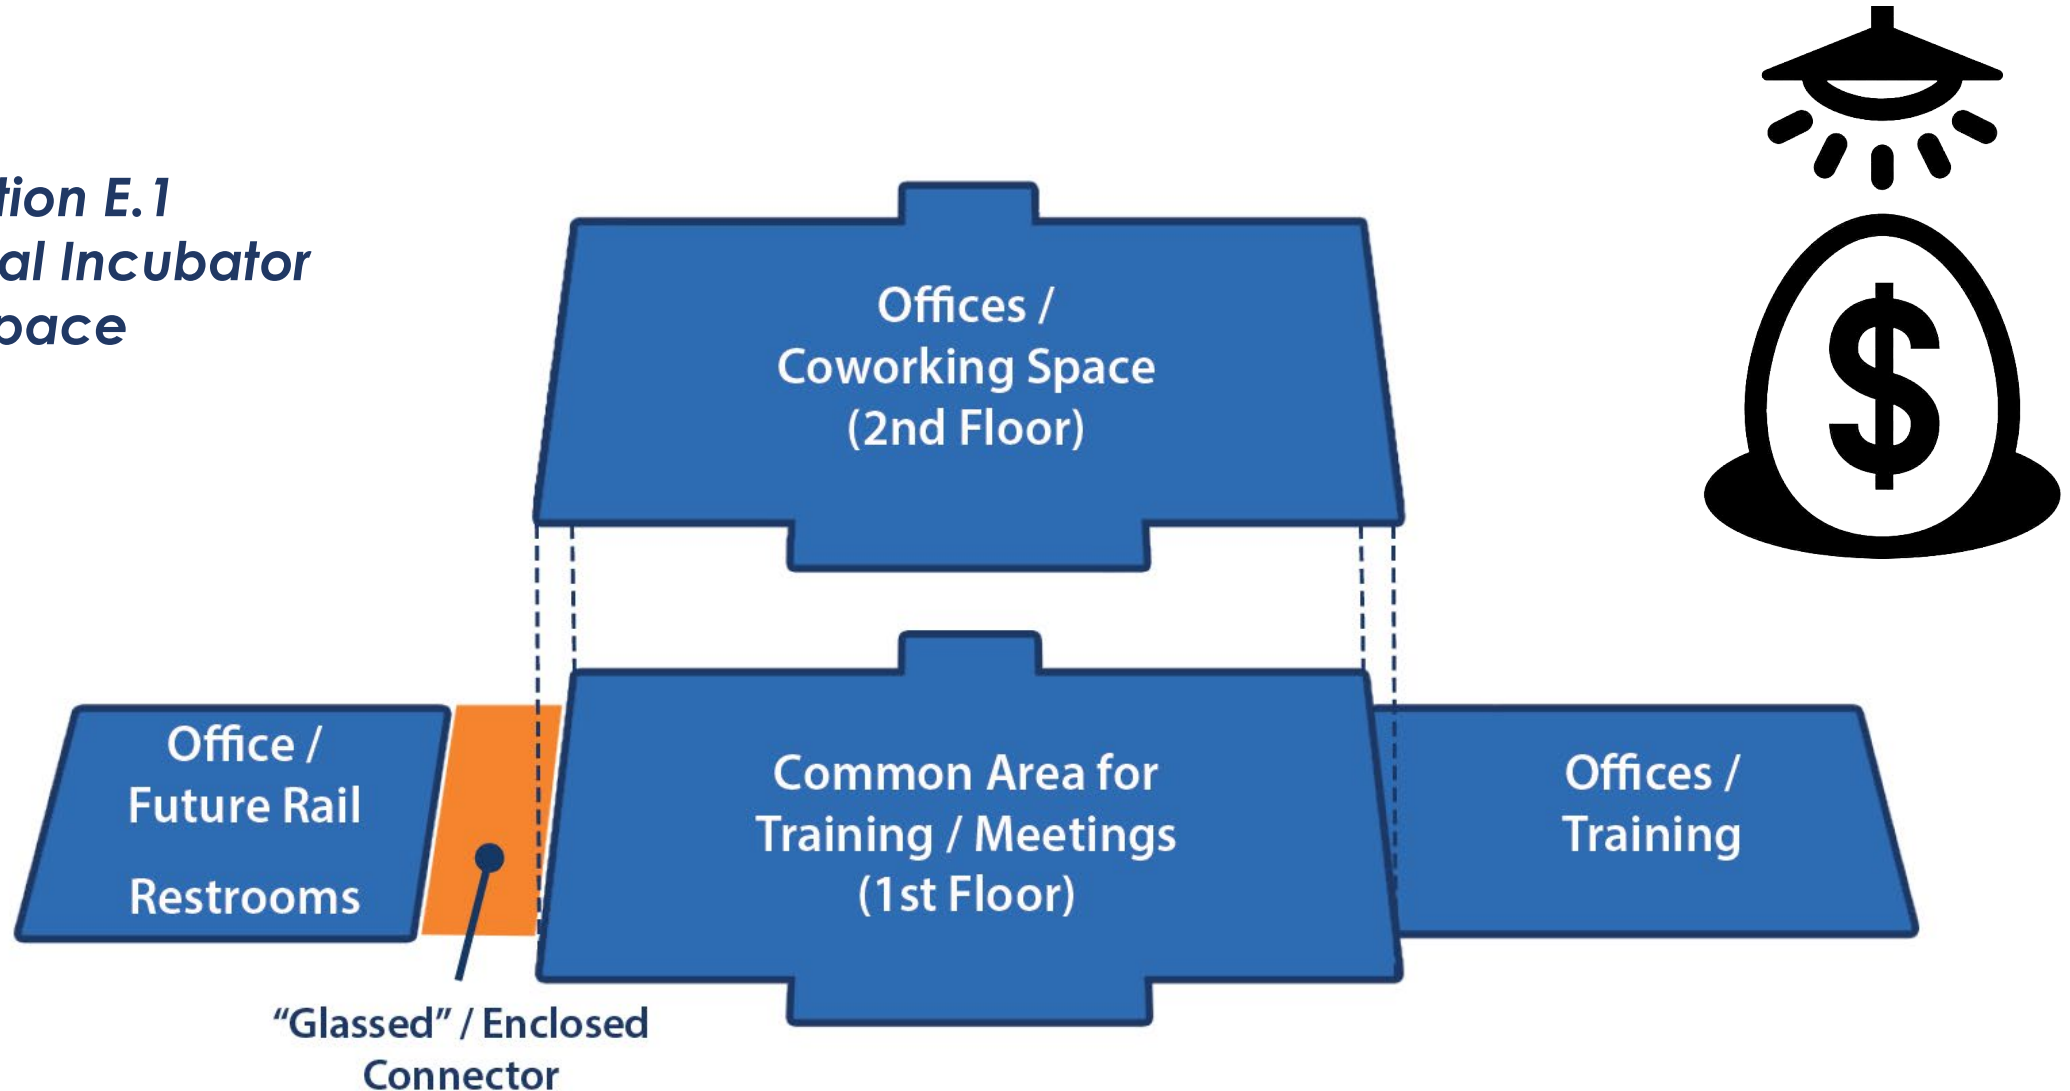 tion E.1
al Incubator
pace
$
Offices /
Coworking Space
(2nd Floor)
Office /
Future Rail
Restrooms
Common Area for
Training / Meetings
(1st Floor)
Offices /
Training
“Glassed” / Enclosed
Connector